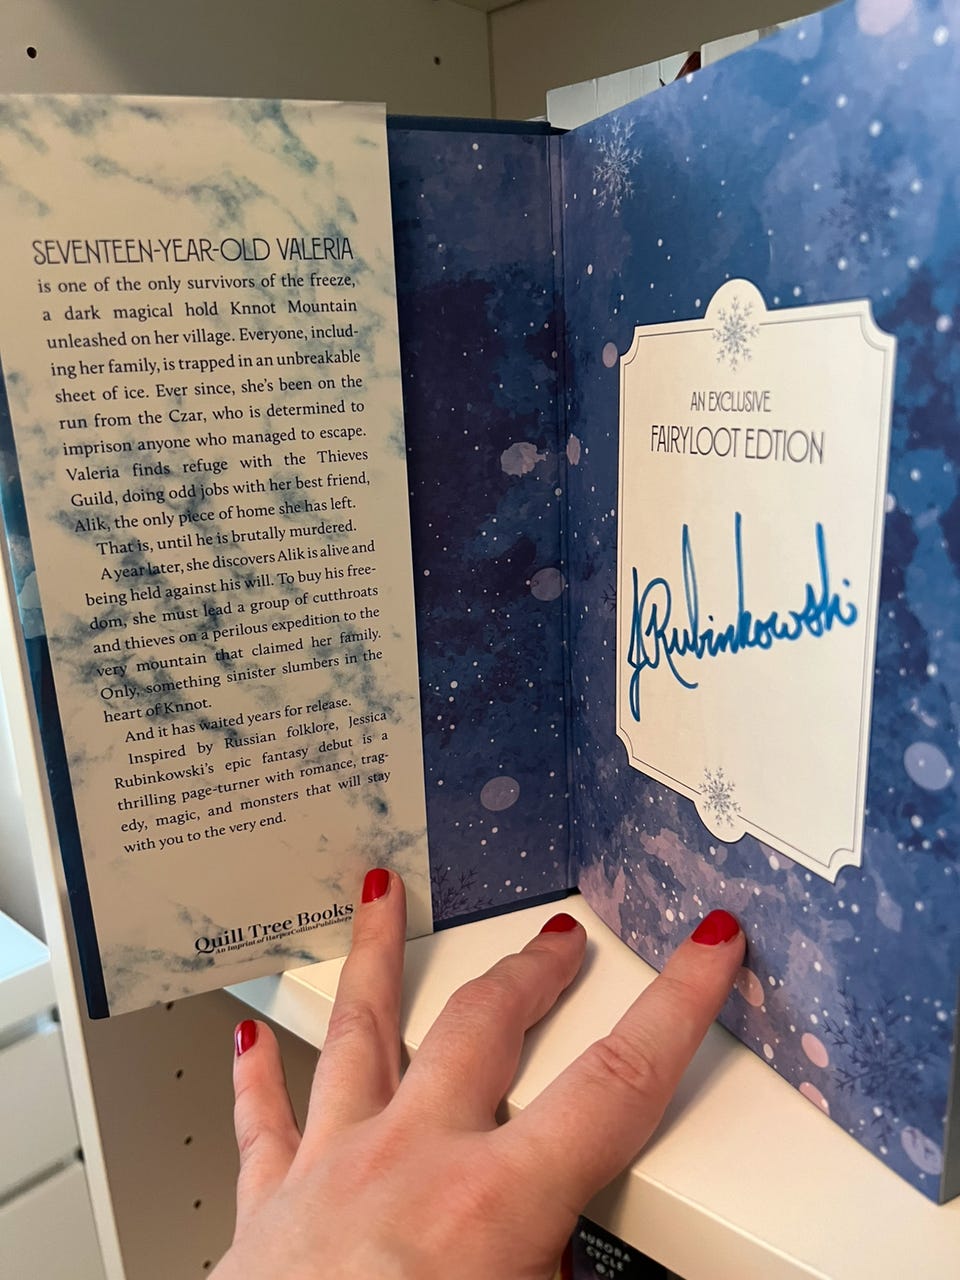 SEVENTEEN-YEAR-OLD VALERIA
is one of the only survivors of the freeze,
a dark magical hold Knnot Mountain
unleashed on her village. Everyone, includ-
ing her family, is trapped in an unbreakable
sheet of ice. Ever since, she's been on the
run from the Czar, who is determined to
imprison anyone who managed to escape.
Valeria finds refuge with the Thieves
Guild, doing odd jobs with her best friend,
Alik, the only piece of home she has left.
That is, until he is brutally murdered.
A year later, she discovers Alik is alive and
being held against his will. To buy his free-
dom, she must lead a group of cutthroats
and thieves on a perilous expedition to the
very mountain that claimed her family.
Only, something sinister slumbers in the
heart of Knnot.
And it has waited years for release.
Inspired by Russian folklore, Jessica
Rubinkowski's epic fantasy debut is a
thrilling page-turner with romance, trag-
edy, magic, and monsters that will stay
with you to the very end.
Quill Tree Books
An Imprint of HarperCollinsPublishers
AN EXCLUSIVE
FAIRYLOOT EDTION
JRubinkowski
AURORA
CYCLE